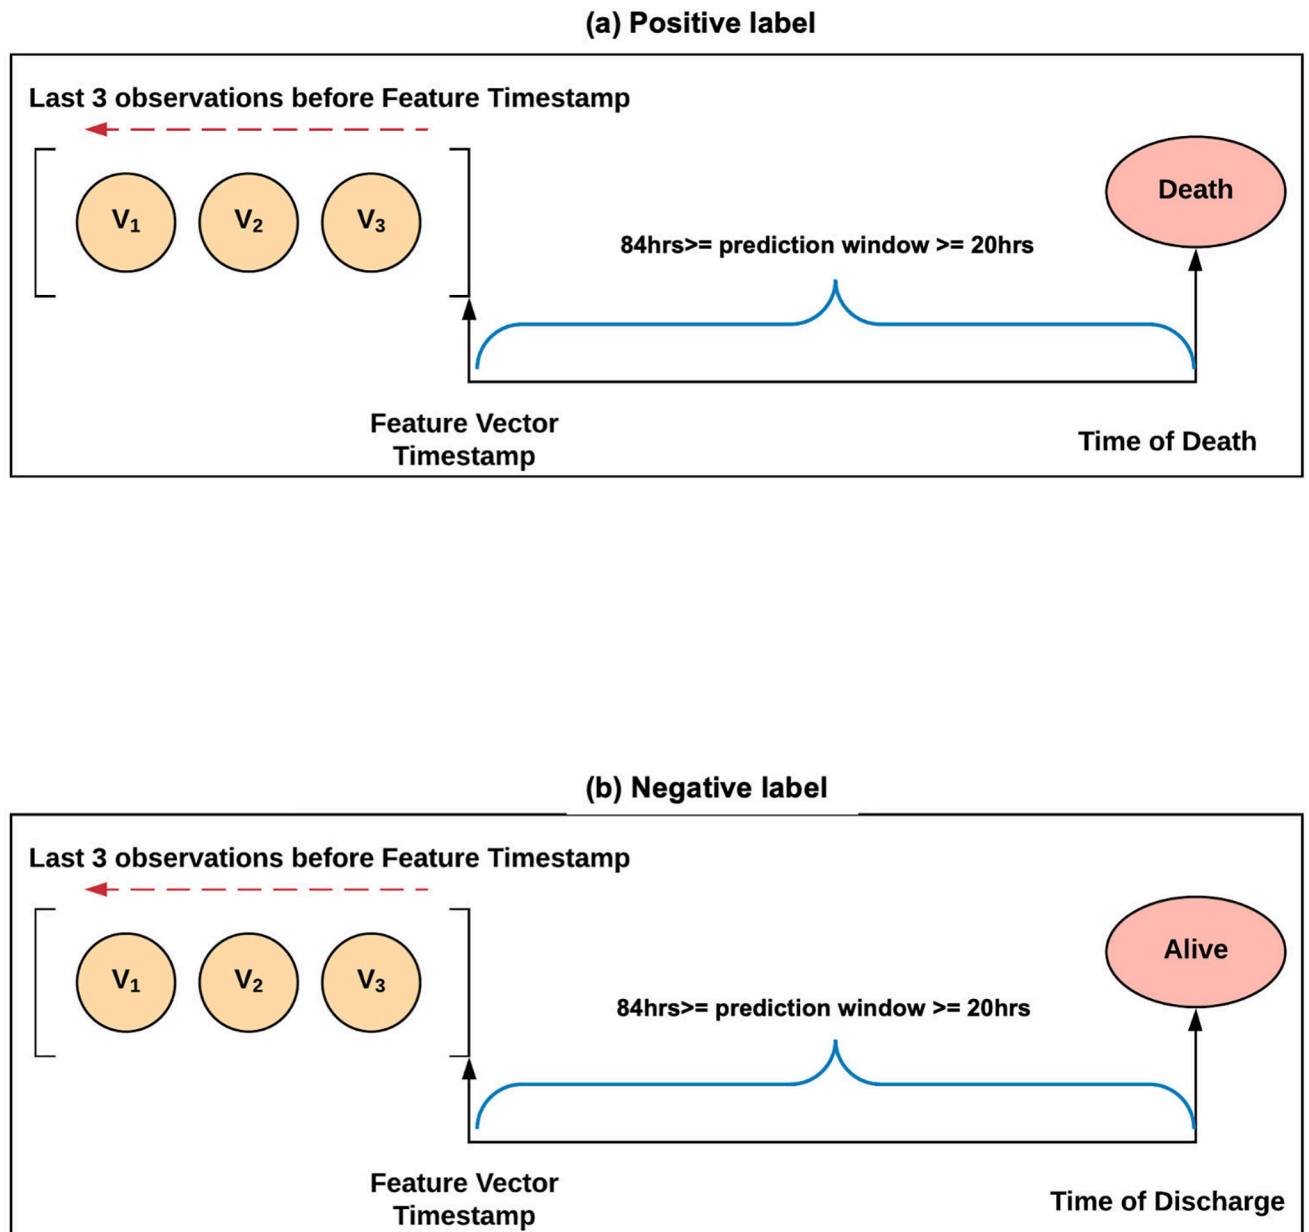 (a) Positive label
Last 3 observations before Feature Timestamp
V₁ V₂ V₃
Death
84hrs>= prediction window >= 20hrs
Feature Vector
Timestamp
Time of Death
(b) Negative label
Last 3 observations before Feature Timestamp
V₁ V₂ V₃
Alive
84hrs>= prediction window >= 20hrs
Feature Vector
Timestamp
Time of Discharge